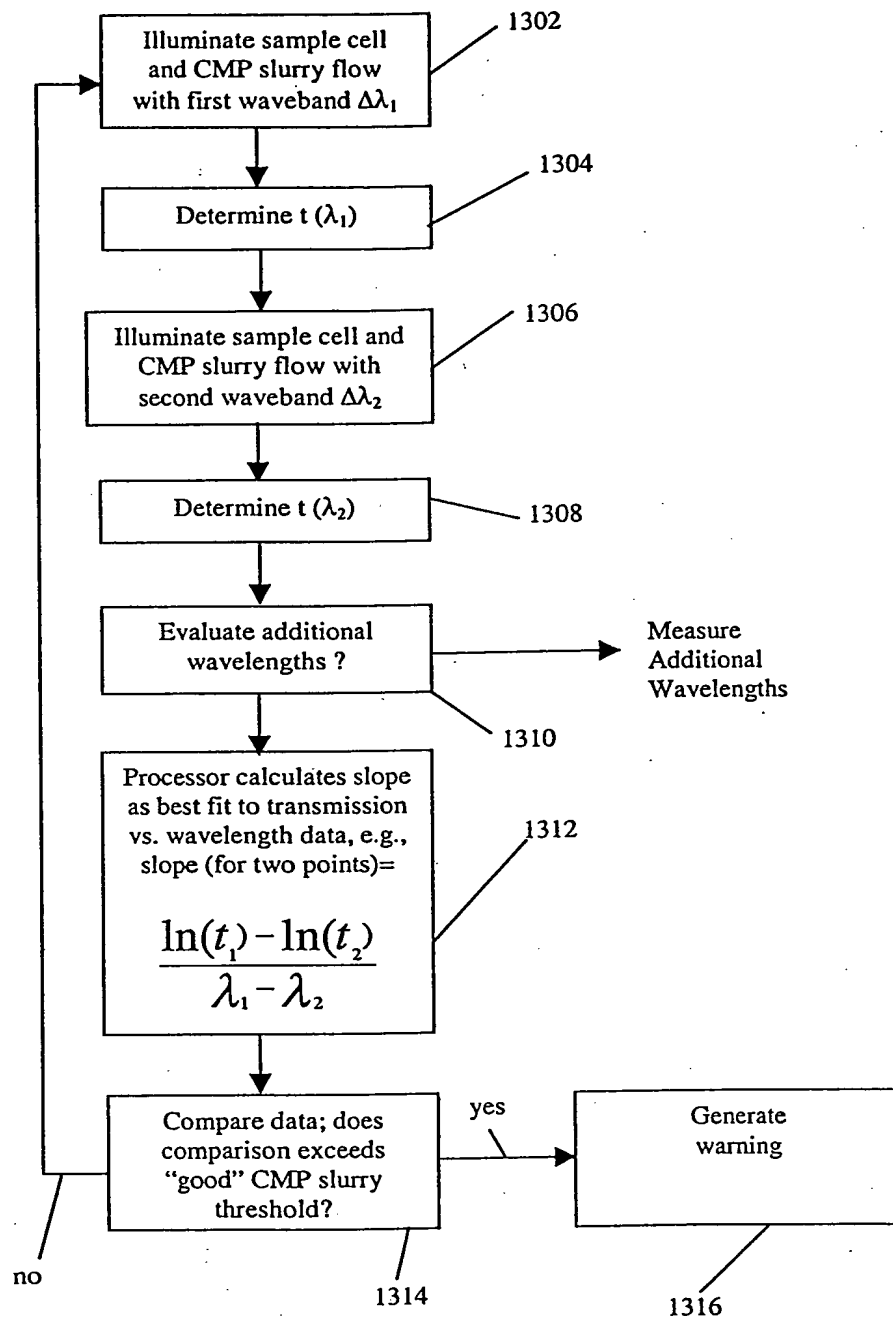 Illuminate sample cell
and CMP slurry flow
with first waveband Δλ₁
1302
1304
Determine t (λ₁)
1306
Illuminate sample cell and
CMP slurry flow with
second waveband Δλ₂
Determine t (λ₂)
1308
Evaluate additional
wavelengths ?
Measure
Additional
Wavelengths
1310
Processor calculates slope
as best fit to transmission
vs. wavelength data, e.g.,
slope (for two points)=
1312
ln(t₁) − ln(t₂)
λ₁ − λ₂
Compare data; does
comparison exceeds
“good” CMP slurry
threshold?
yes
Generate
warning
no
1314
1316